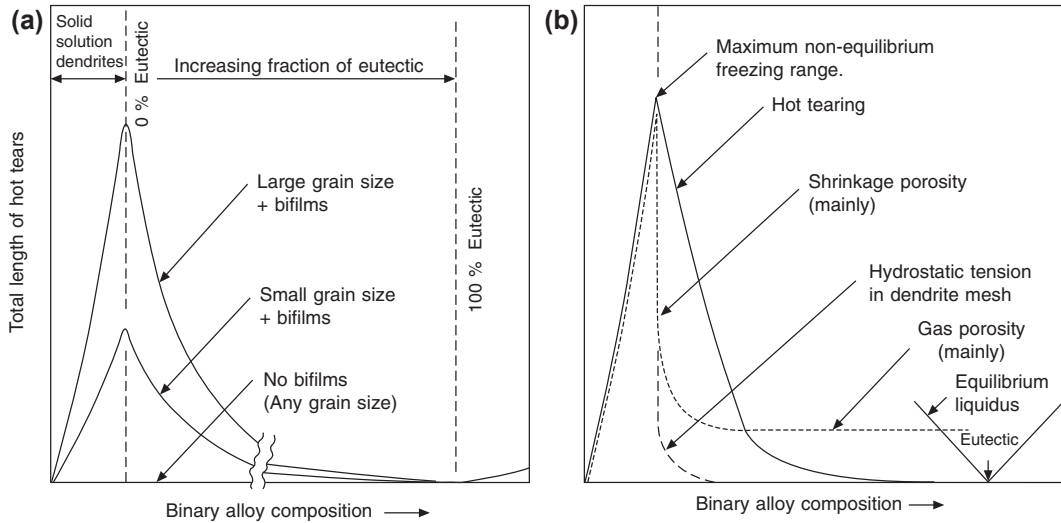 (a)
Solid
solution
dendrites
0 % Eutectic
Increasing fraction of eutectic
Total length of hot tears
Large grain size
+ bifilms
Small grain size
+ bifilms
No bifilms
(Any grain size)
100 % Eutectic
Binary alloy composition
(b)
Maximum non-equilibrium
freezing range.
Hot tearing
Shrinkage porosity
(mainly)
Hydrostatic tension
in dendrite mesh
Gas porosity
(mainly)
Equilibrium
liquidus
Eutectic
Binary alloy composition